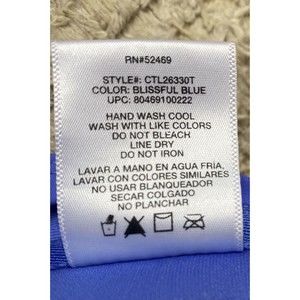 RN#52469
STYLE#: CTL26330T
COLOR: BLISSFUL BLUE
UPC: 80469100222
HAND WASH COOL
WASH WITH LIKE COLORS
DO NOT BLEACH
LINE DRY
DO NOT IRON
LAVAR A MANO EN AGUA FRÍA.
LAVAR CON COLORES SIMILARES
NO USAR BLANQUEADOR
SECAR COLGADO
NO PLANCHAR